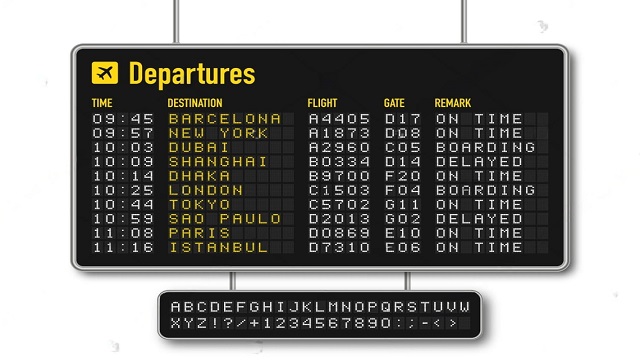 Departures
TIME DESTINATION FLIGHT GATE REMARK
09:45 BARCELONA A4405 D17 ON TIME
09:57 NEW YORK A1873 D08 ON TIME
10:03 DUBAI A2960 C05 BOARDING
10:09 SHANGHAI B0334 D14 DELAYED
10:14 DHAKA B9700 F20 ON TIME
10:25 LONDON C1503 F04 BOARDING
10:44 TOKYO C5702 G11 ON TIME
10:59 SAO PAULO D2013 G02 DELAYED
11:08 PARIS D0869 E10 ON TIME
11:16 ISTANBUL D7310 E06 ON TIME
ABCDEFGHIJKLMNOPQRSTUVW
XYZ!?/+1234567890:;-<>